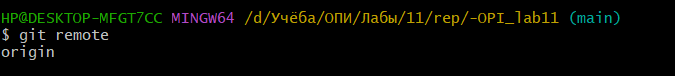 HP@DESKTOP-MFGT7CC MINGW64 /d/Учёба/ОПИ/Лабы/11/rep/-OPI_lab11 (main)
$ git remote
origin